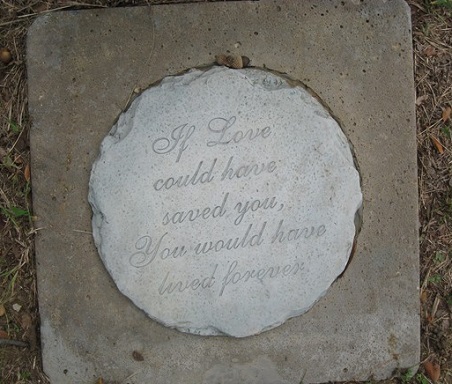 If Love
could have
saved you,
You would have
lived forever